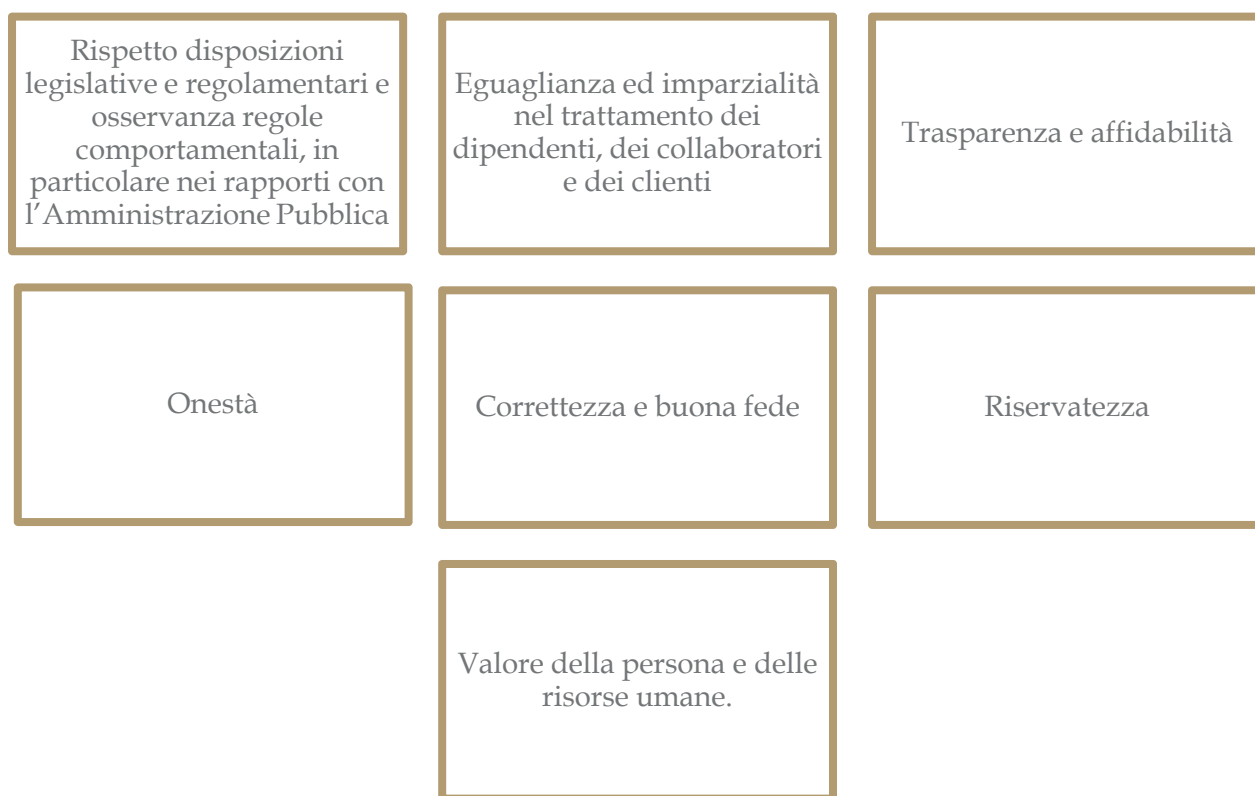 Rispetto disposizioni
legislative e regolamentari e
osservanza regole
comportamentali, in
particolare nei rapporti con
l’Amministrazione Pubblica
Eguaglianza ed imparzialità
nel trattamento dei
dipendenti, dei collaboratori
e dei clienti
Trasparenza e affidabilità
Onestà
Correttezza e buona fede
Riservatezza
Valore della persona e delle
risorse umane.